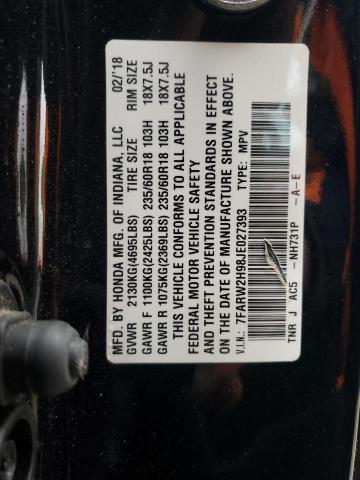 MFD. BY HONDA MFG. OF INDIANA, LLC 02/'18
GVWR 2130KG(4695LBS) TIRE SIZE RIM SIZE
GAWR F 1100KG(2425LBS) 235/60R18 103H 18X7.5J
GAWR R 1075KG(2369LBS) 235/60R18 103H 18X7.5J
THIS VEHICLE CONFORMS TO ALL APPLICABLE
FEDERAL MOTOR VEHICLE SAFETY
AND THEFT PREVENTION STANDARDS IN EFFECT
ON THE DATE OF MANUFACTURE SHOWN ABOVE.
V.I.N.: 7FARW2H98JE027393 TYPE: MPV
TNR J AC5 -NH731P -A-E